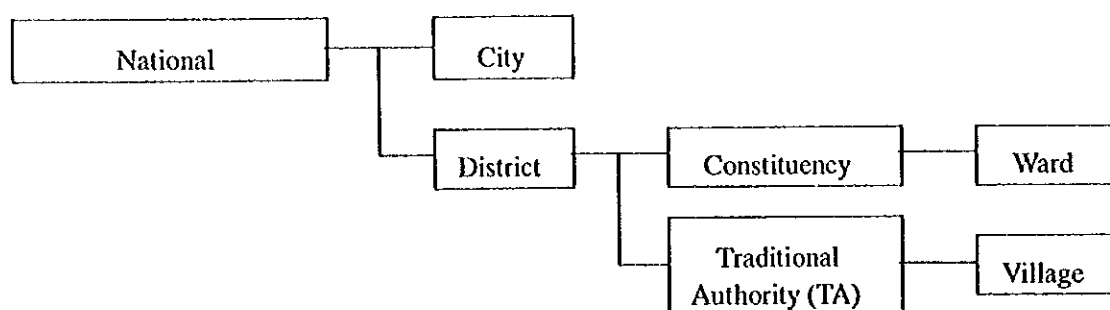 National
City
District
Constituency
Ward
Traditional
Authority (TA)
Village